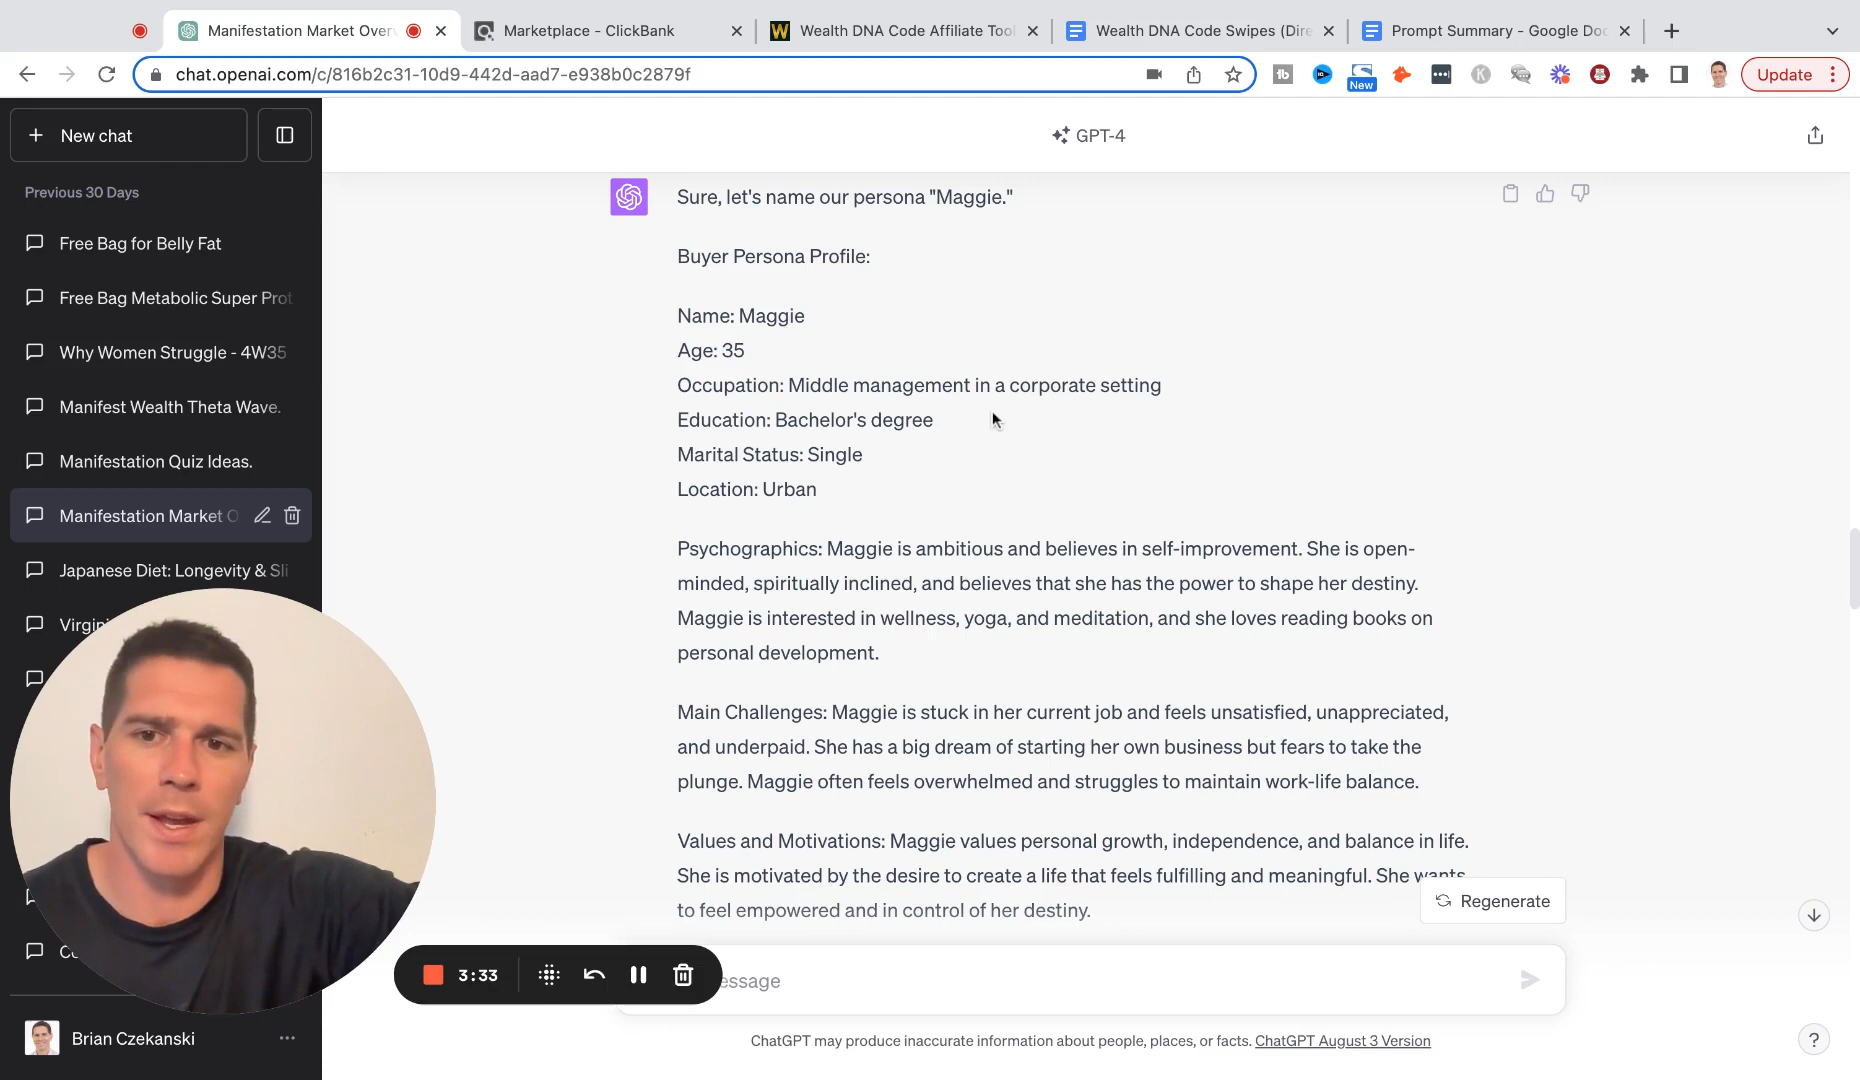 Manifestation Market Over
Marketplace - ClickBank
Wealth DNA Code Affiliate Tool
Wealth DNA Code Swipes (Dire
Prompt Summary - Google Doc
chat.openai.com/c/816b2c31-10d9-442d-aad7-e938b0c2879f
New
Update
New chat
GPT-4
Previous 30 Days
Free Bag for Belly Fat
Free Bag Metabolic Super Prot
Why Women Struggle - 4W35
Manifest Wealth Theta Wave.
Manifestation Quiz Ideas.
Manifestation Market O
Japanese Diet: Longevity & Sli
Virgini
Brian Czekanski
Sure, let's name our persona "Maggie."
Buyer Persona Profile:
Name: Maggie
Age: 35
Occupation: Middle management in a corporate setting
Education: Bachelor's degree
Marital Status: Single
Location: Urban
Psychographics: Maggie is ambitious and believes in self-improvement. She is open-
minded, spiritually inclined, and believes that she has the power to shape her destiny.
Maggie is interested in wellness, yoga, and meditation, and she loves reading books on
personal development.
Main Challenges: Maggie is stuck in her current job and feels unsatisfied, unappreciated,
and underpaid. She has a big dream of starting her own business but fears to take the
plunge. Maggie often feels overwhelmed and struggles to maintain work-life balance.
Values and Motivations: Maggie values personal growth, independence, and balance in life.
She is motivated by the desire to create a life that feels fulfilling and meaningful. She wants
to feel empowered and in control of her destiny.
Regenerate
3:33
essage
ChatGPT may produce inaccurate information about people, places, or facts. ChatGPT August 3 Version
?